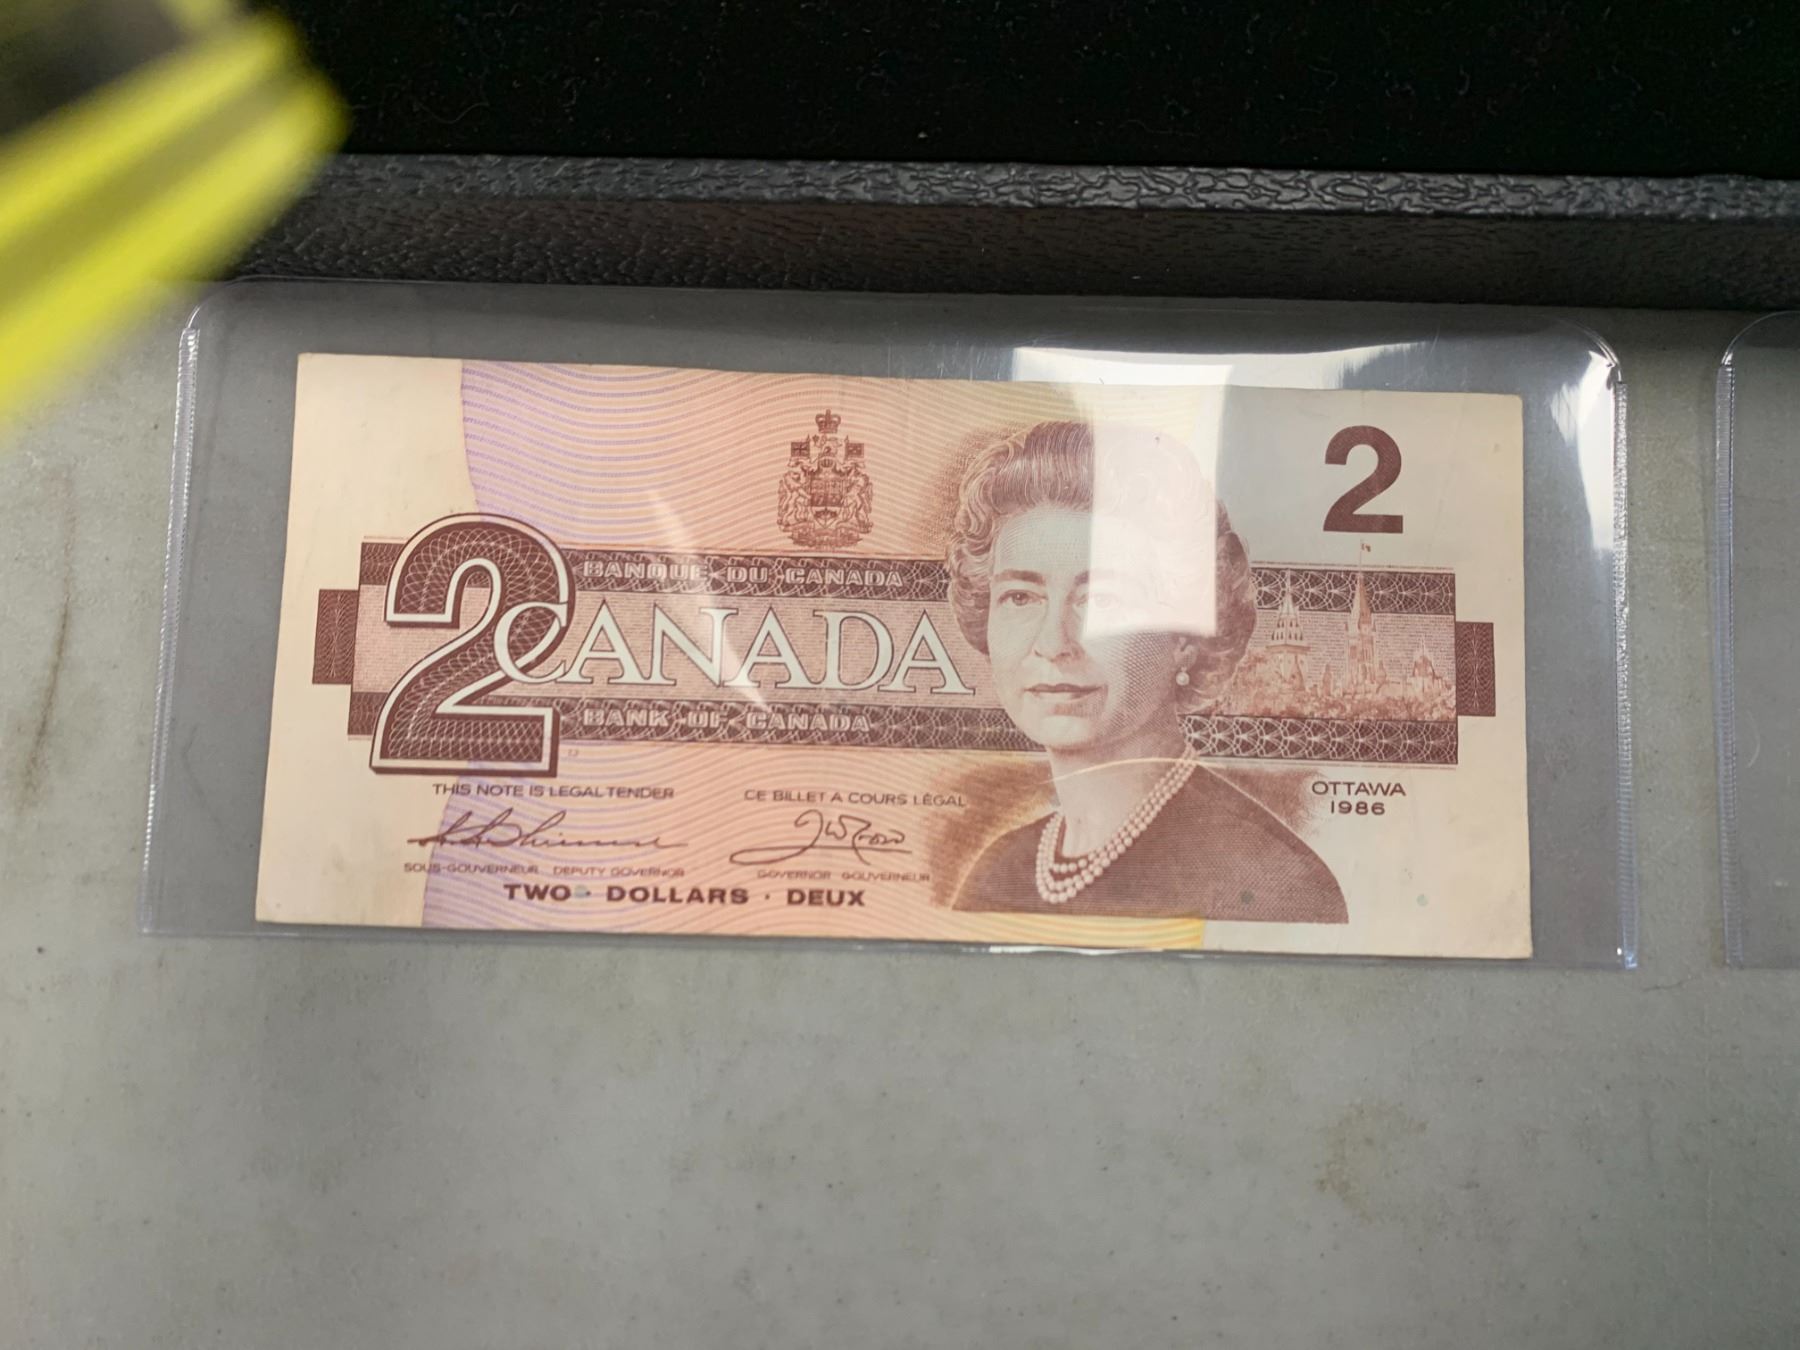 2
BANQUE DU CANADA
2 CANADA
BANK OF CANADA
THIS NOTE IS LEGAL TENDER
CE BILLET A COURS LÉGAL
OTTAWA
1986
SOUS-GOUVERNEUR DEPUTY GOVERNOR
GOVERNOR GOUVERNEUR
TWO · DOLLARS · DEUX